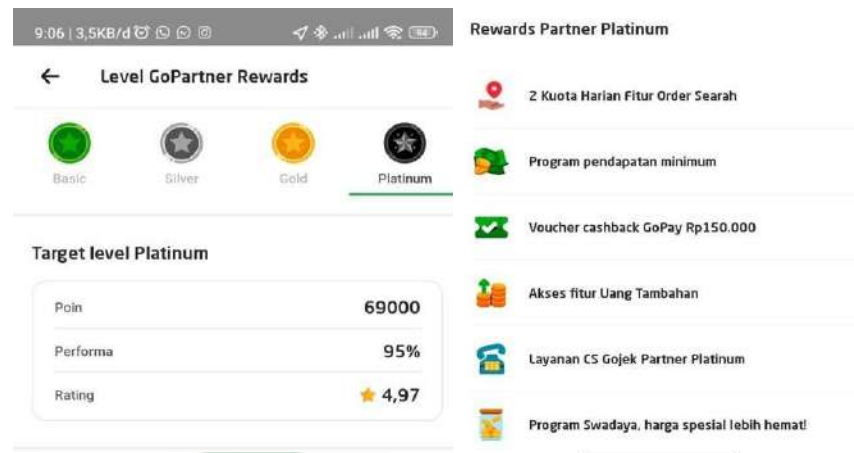 9:06 | 3,5KB/d
94
Level GoPartner Rewards
Basic
Silver
Gold
Platinum
Target level Platinum
Poin
69000
Performa
95%
Rating
4,97
Rewards Partner Platinum
2 Kuota Harian Fitur Order Searah
Program pendapatan minimum
Voucher cashback GoPay Rp150.000
Akses fitur Uang Tambahan
Layanan CS Gojek Partner Platinum
Program Swadaya, harga spesial lebih hemat!